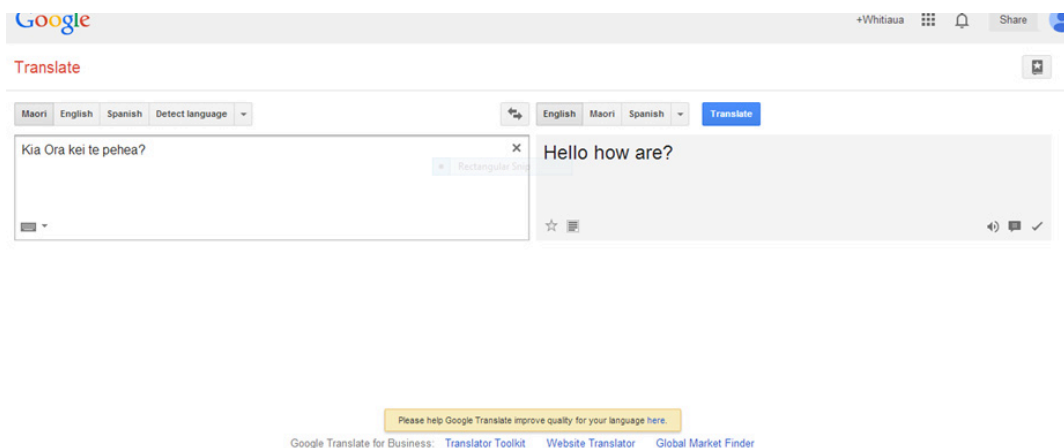 Google +Whitiaua Share
Translate
Maori English Spanish Detect language English Maori Spanish Translate
Kia Ora kei te pehea? Hello how are?
Rectangular Snip
Please help Google Translate improve quality for your language here.
Google Translate for Business: Translator Toolkit Website Translator Global Market Finder